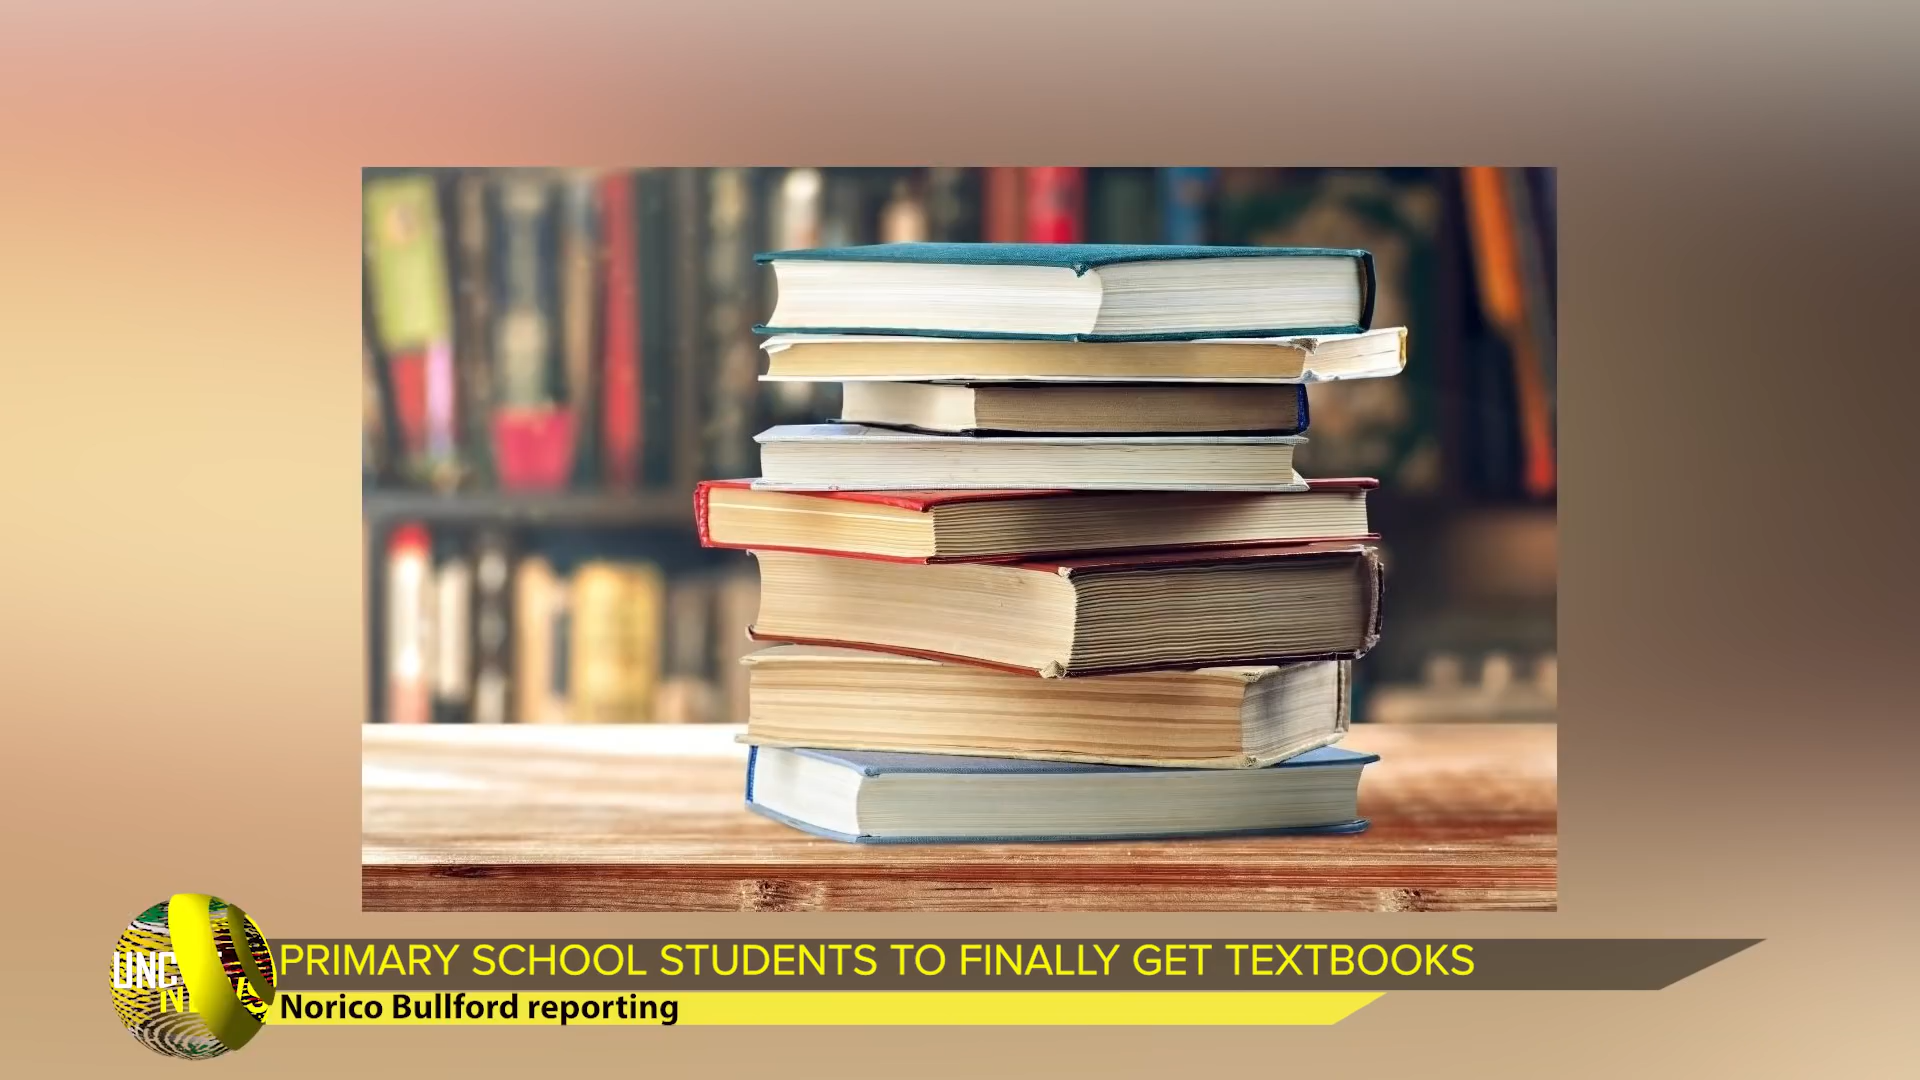 PRIMARY SCHOOL STUDENTS TO FINALLY GET TEXTBOOKS
Norico Bullford reporting